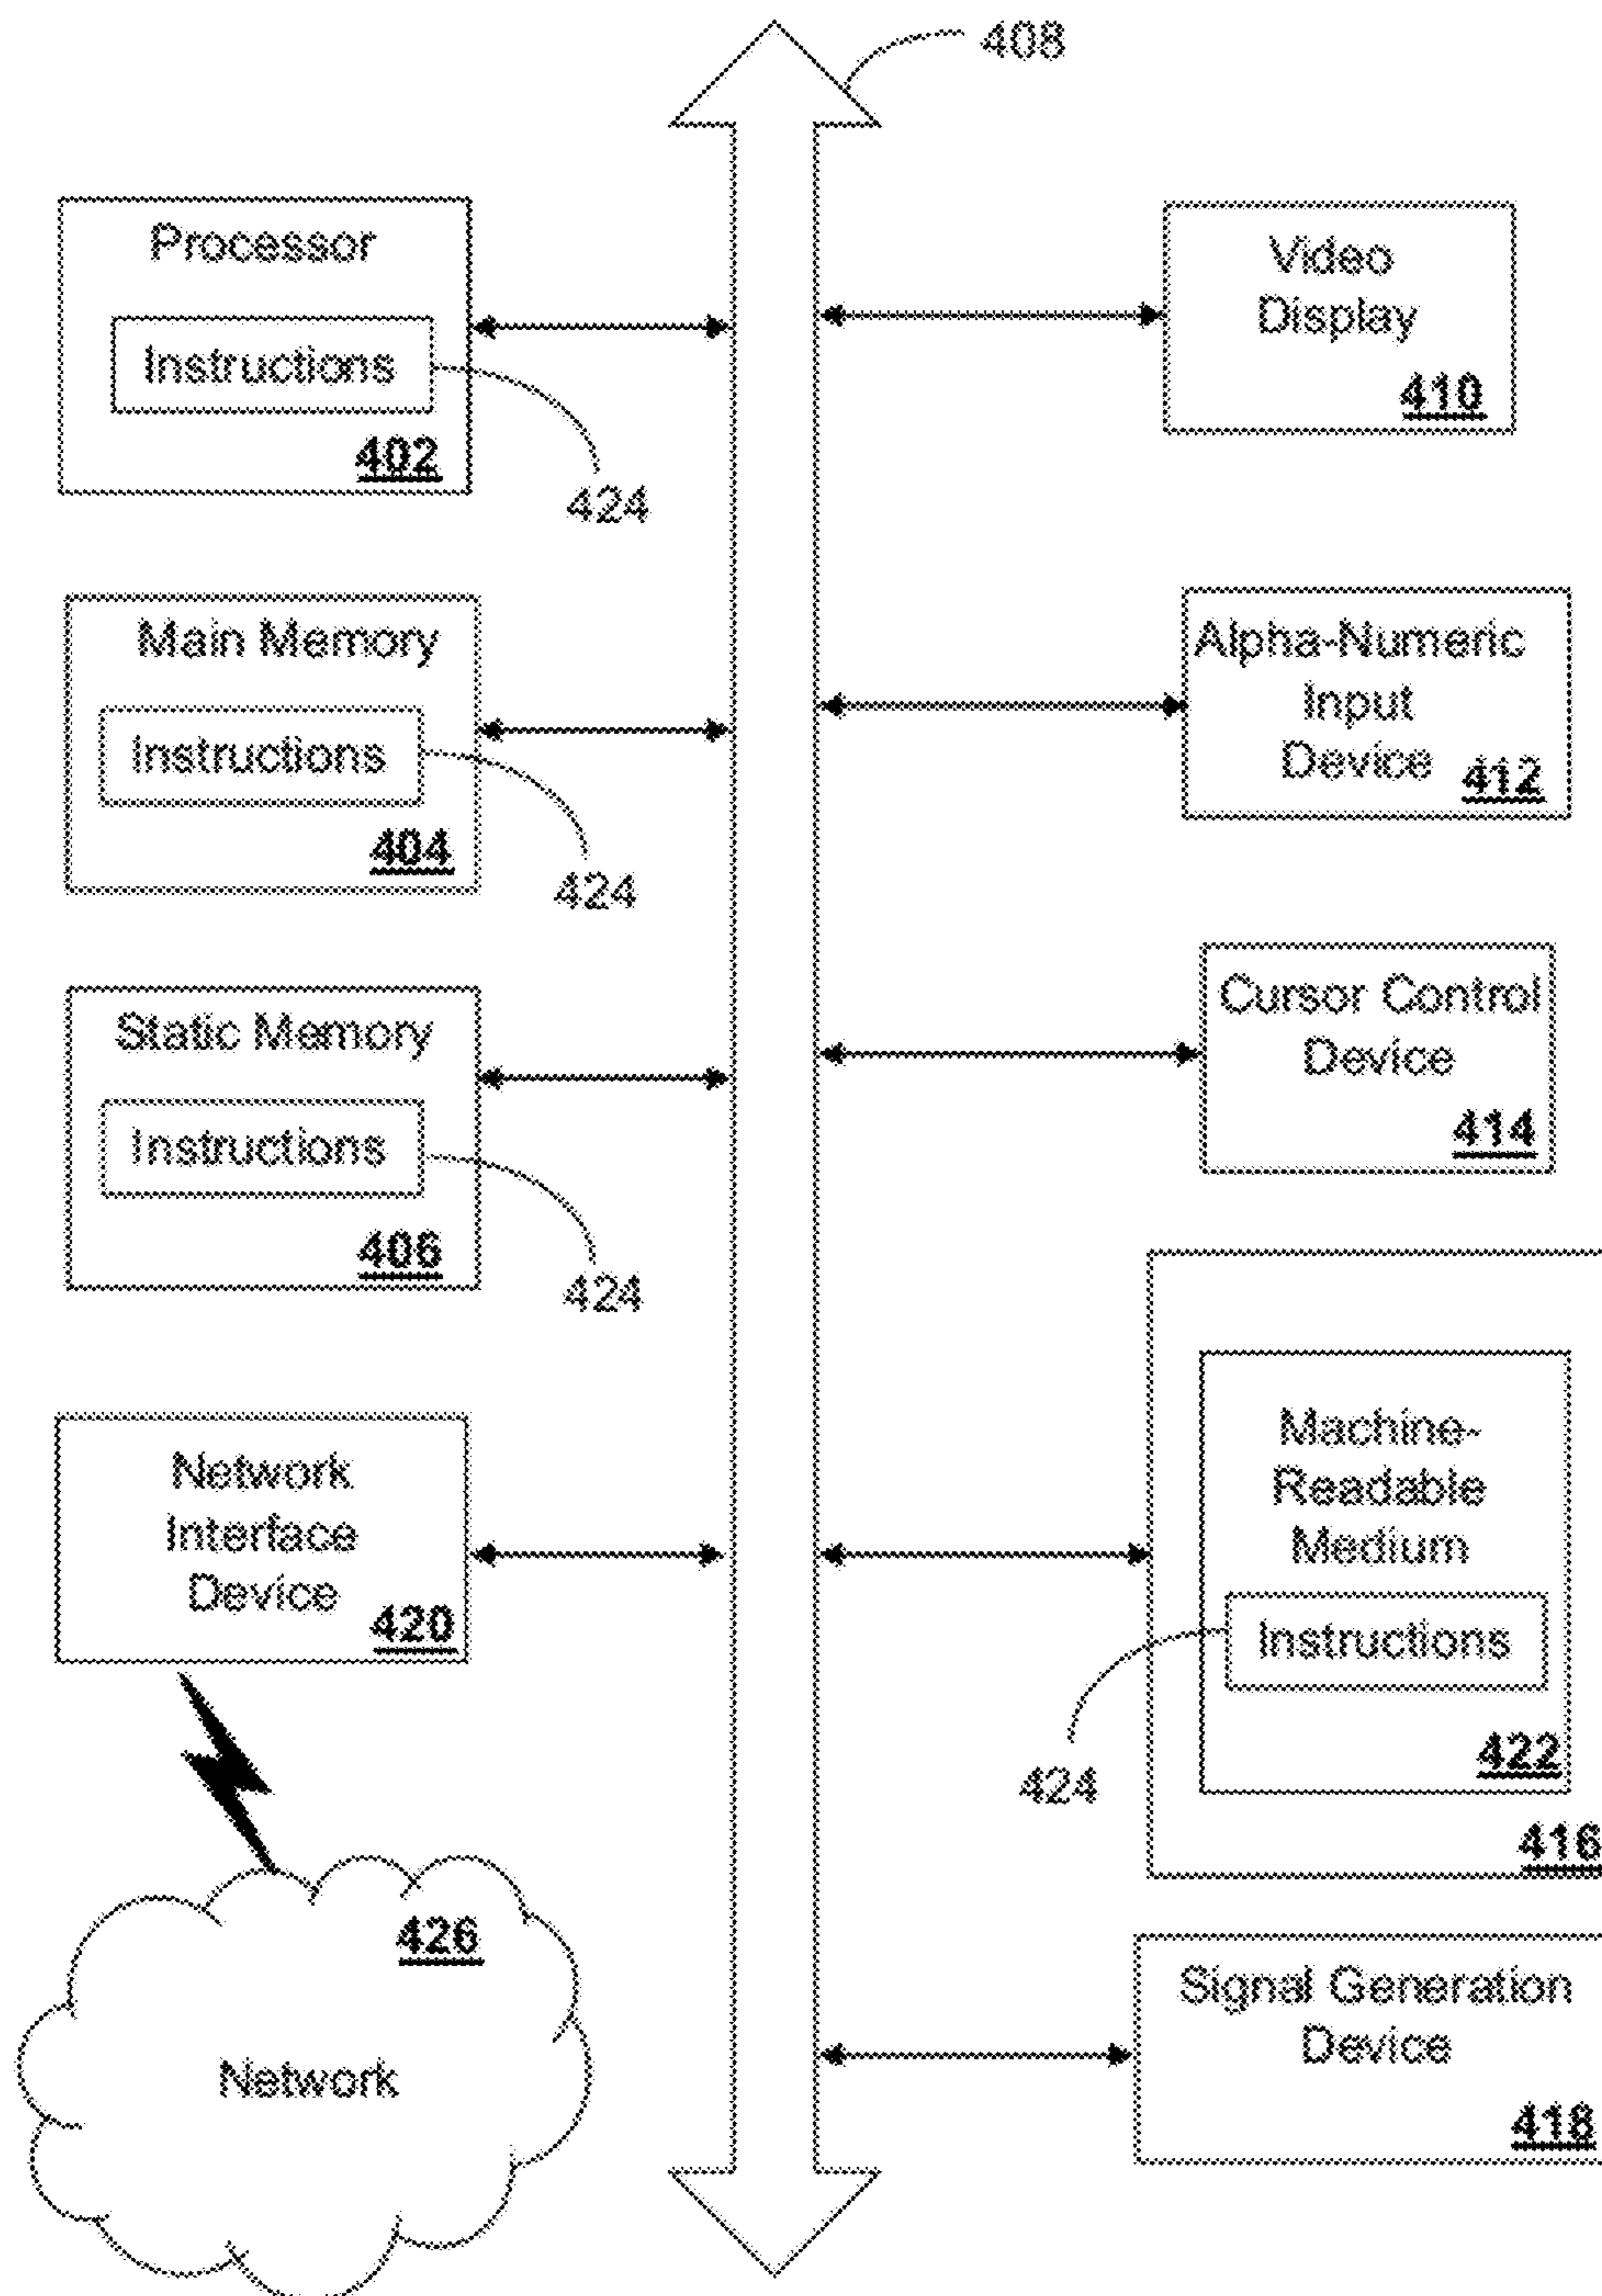 408
Processor
Instructions
402
424
Main Memory
Instructions
404
424
Static Memory
Instructions
406
424
Network
Interface
Device
420
426
Network
Video
Display
410
Alpha-Numeric
Input
Device
412
Cursor Control
Device
414
Machine-
Readable
Medium
Instructions
424
422
416
Signal Generation
Device
418